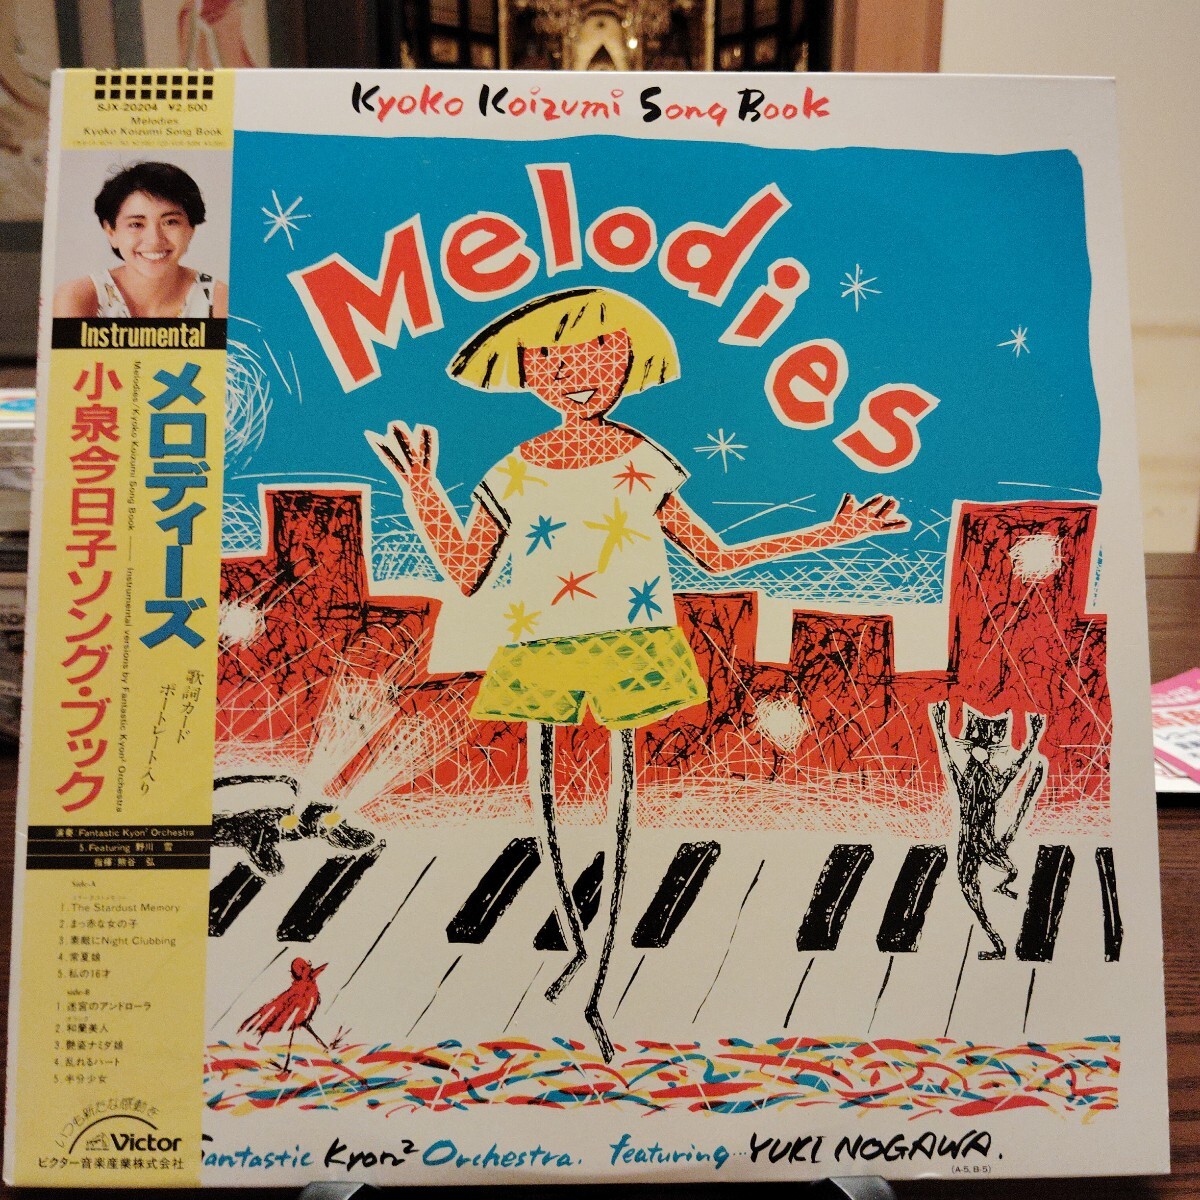 Kyoko Koizumi Song Book
Melodies
SJX-20204 ¥2,500
Melodies
Kyoko Koizumi Song Book
Instrumental
メロディーズ
Melodies/Kyoko Koizumi Song Book —— Instrumental versions by Fantastic Kyon² Orchestra
小泉今日子ソング・ブック
歌詞カード
ポートレート入り
演奏:Fantastic Kyon² Orchestra
5.Featuring 野川 雪
指揮:熊谷 弘
Side-A
1.The Stardust Memory
2.まっ赤な女の子
3.素敵にNight Clubbing
4.常夏娘
5.私の16才
side-B
1.迷宮のアンドローラ
2.和蘭美人
3.艶姿ナミダ娘
4.乱れるハート
5.半分少女
いつも新たな感動を
Victor
ビクター音楽産業株式会社
Fantastic Kyon² Orchestra. featuring… YUKI NOGAWA.
(A-5, B-5)